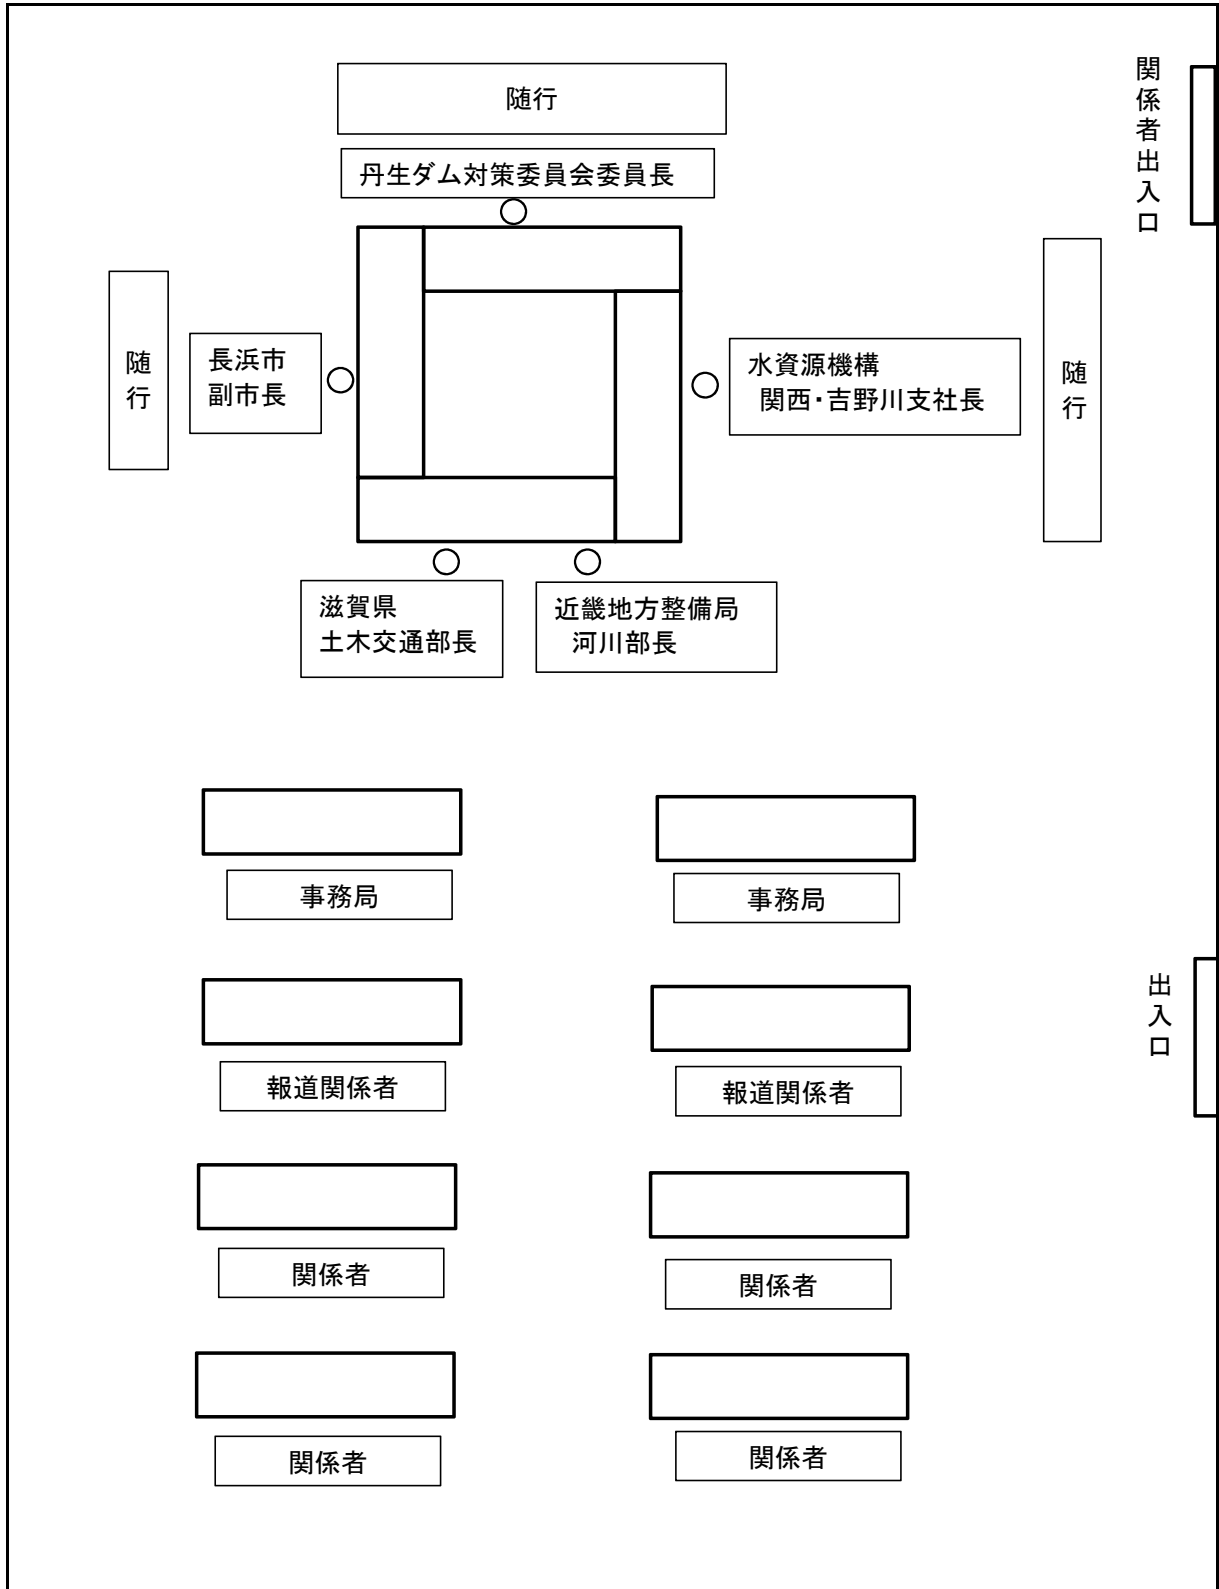 随行
関係者出入口
丹生ダム対策委員会委員長
随行
長浜市
副市長
水資源機構
関西・吉野川支社長
随行
滋賀県
土木交通部長
近畿地方整備局
河川部長
事務局
事務局
出入口
報道関係者
報道関係者
関係者
関係者
関係者
関係者